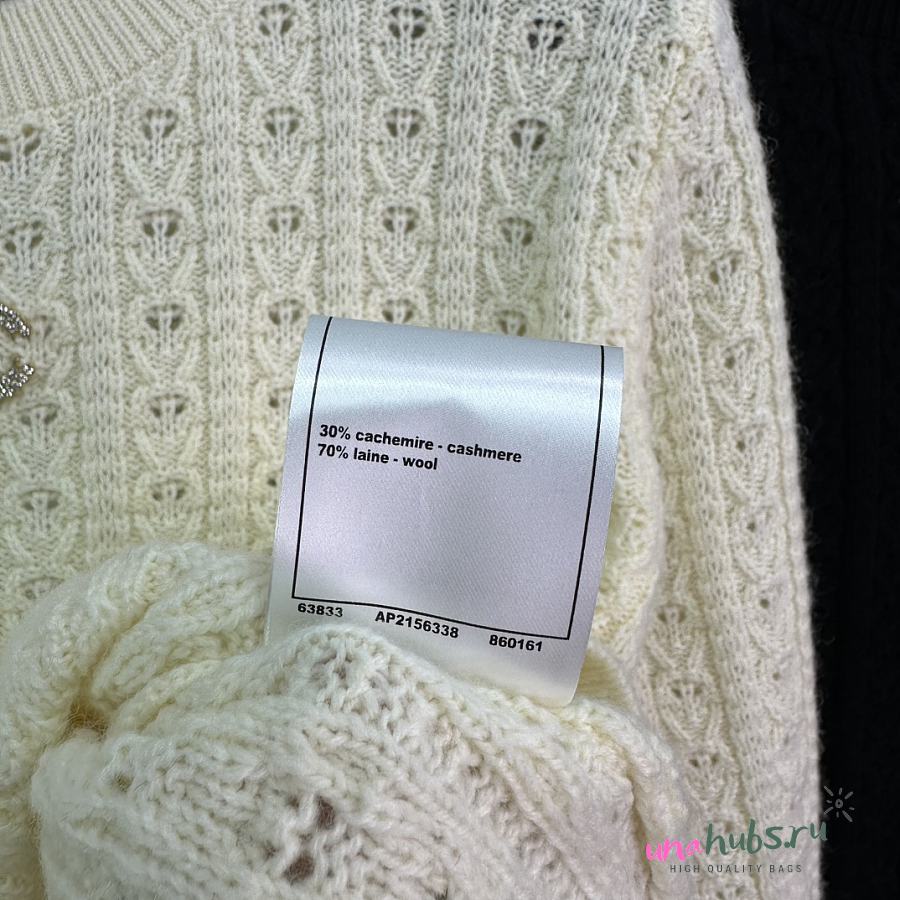 30% cachemire - cashmere
70% laine - wool
63833 AP2156338 860161
unahubs.ru
HIGH QUALITY BAGS